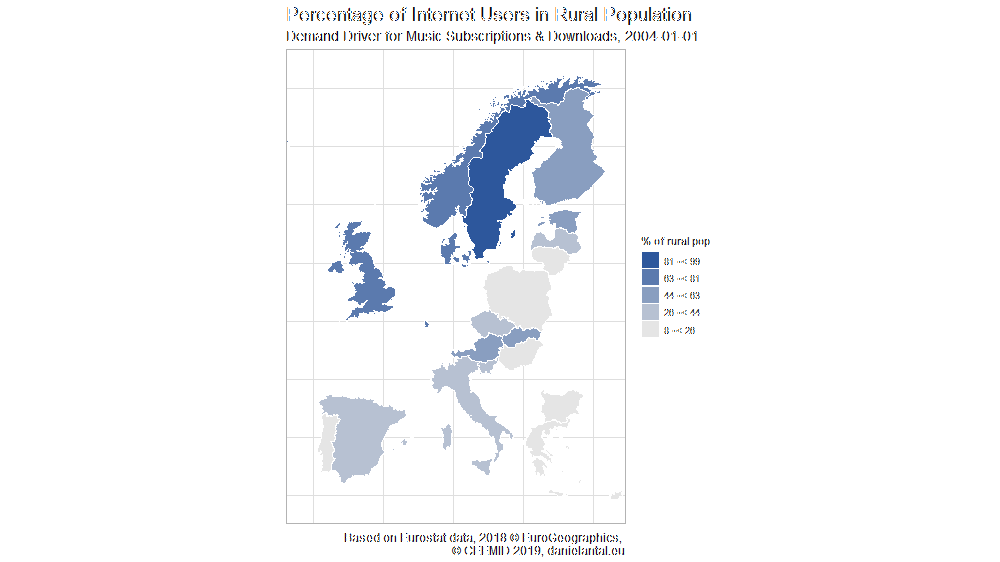 Percentage of Internet Users in Rural Population
Demand Driver for Music Subscriptions & Downloads, 2004-01-01
% of rural pop
81 -< 99
63 -< 81
44 -< 63
26 -< 44
8 -< 26
Based on Eurostat data, 2018 © EuroGeographics,
© CEEMID 2019, danielantal.eu